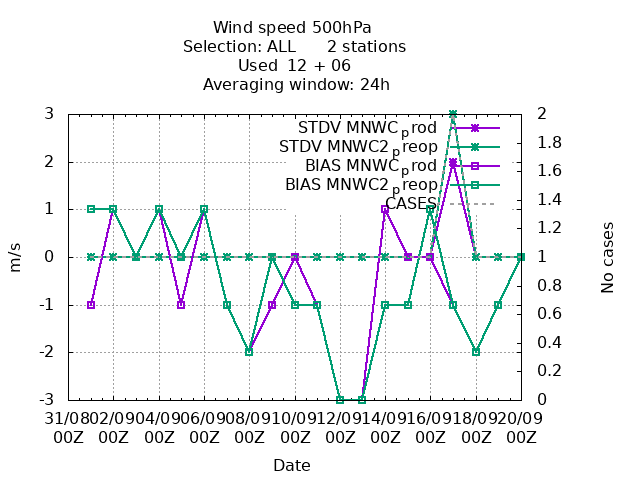 Wind speed 500hPa
Selection: ALL 2 stations
Used 12 + 06
Averaging window: 24h
STDV MNWCprod
STDV MNWC2preop
BIAS MNWCprod
BIAS MNWC2preop
CASES
3
2
1
0
-1
-2
-3
m/s
2
1.8
1.6
1.4
1.2
1
0.8
0.6
0.4
0.2
0
No cases
31/08 02/09 04/09 06/09 08/09 10/09 12/09 14/09 16/09 18/09 20/09
00Z 00Z 00Z 00Z 00Z 00Z 00Z 00Z 00Z 00Z 00Z
Date